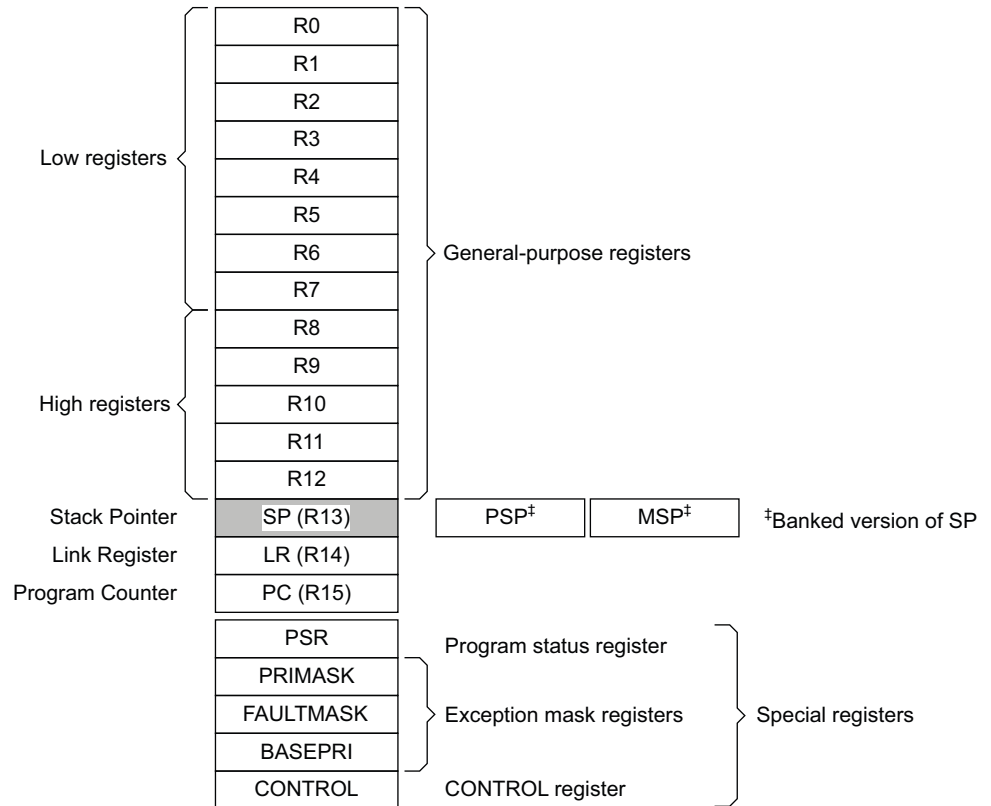 R0
R1
R2
R3
Low registers
R4
R5
R6
General-purpose registers
R7
R8
R9
High registers
R10
R11
R12
Stack Pointer SP (R13) PSP‡ MSP‡ ‡Banked version of SP
Link Register LR (R14)
Program Counter PC (R15)
PSR Program status register
PRIMASK
FAULTMASK Exception mask registers Special registers
BASEPRI
CONTROL CONTROL register